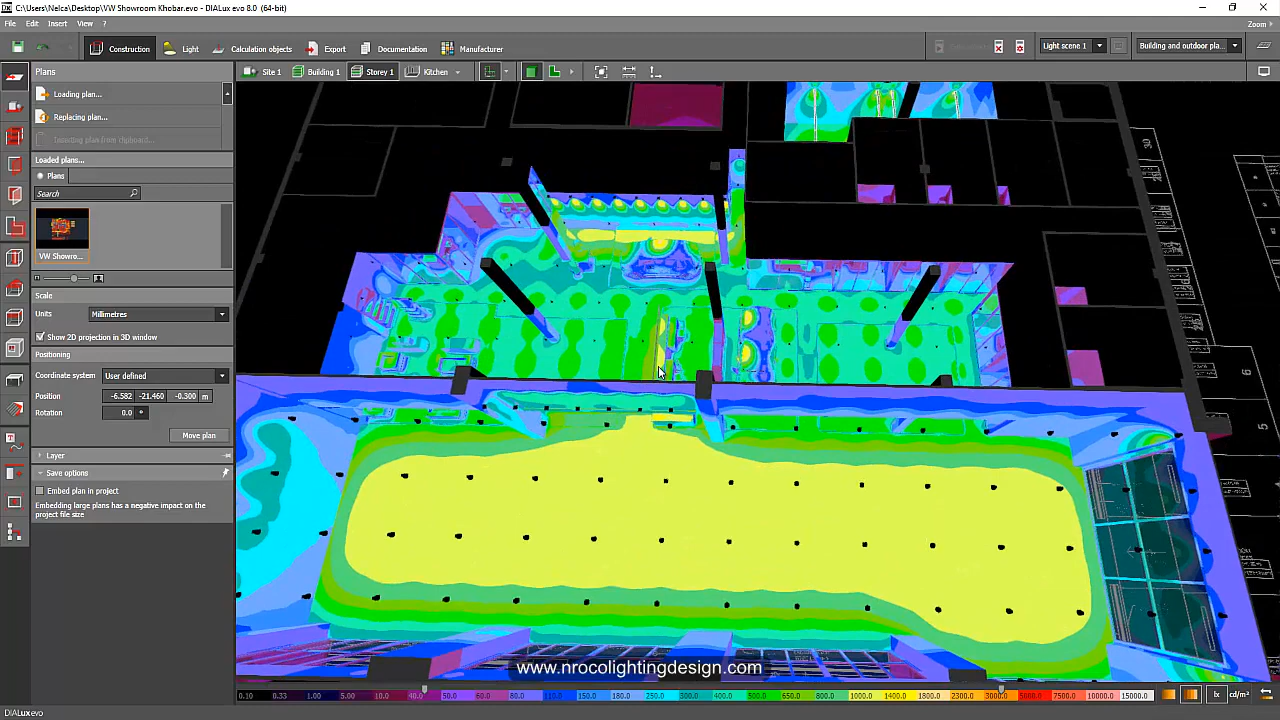 C:\Users\Nelca\Desktop\VW Showroom Khobar.evo - DIALux evo 8.0 (64-bit)
File Edit Insert View ?
Zoom
Construction Light Calculation objects Export Documentation Manufacturer
Light scene 1
Building and outdoor pla...
Plans
Site 1 Building 1 Storey 1 Kitchen
Loading plan...
Replacing plan...
Inserting plan from clipboard...
Loaded plans...
Plans
Search
VW Showro...
Scale
Units Millimetres
Show 2D projection in 3D window
Positioning
Coordinate system User defined
Position -6.582 -21.460 -0.300 m
Rotation 0.0 °
Move plan
Layer
Save options
Embed plan in project
Embedding large plans has a negative impact on the
project file size
www.nrocolightingdesign.com
0.10 0.33 1.00 5.00 10.0 40.0 50.0 60.0 80.0 110.0 150.0 180.0 250.0 320.0 400.0 500.0 650.0 800.0 1000.0 1400.0 2300.0 3000.0 5000.0 7500.0 10000.0 15000.0 lx cd/m²
DIALuxevo